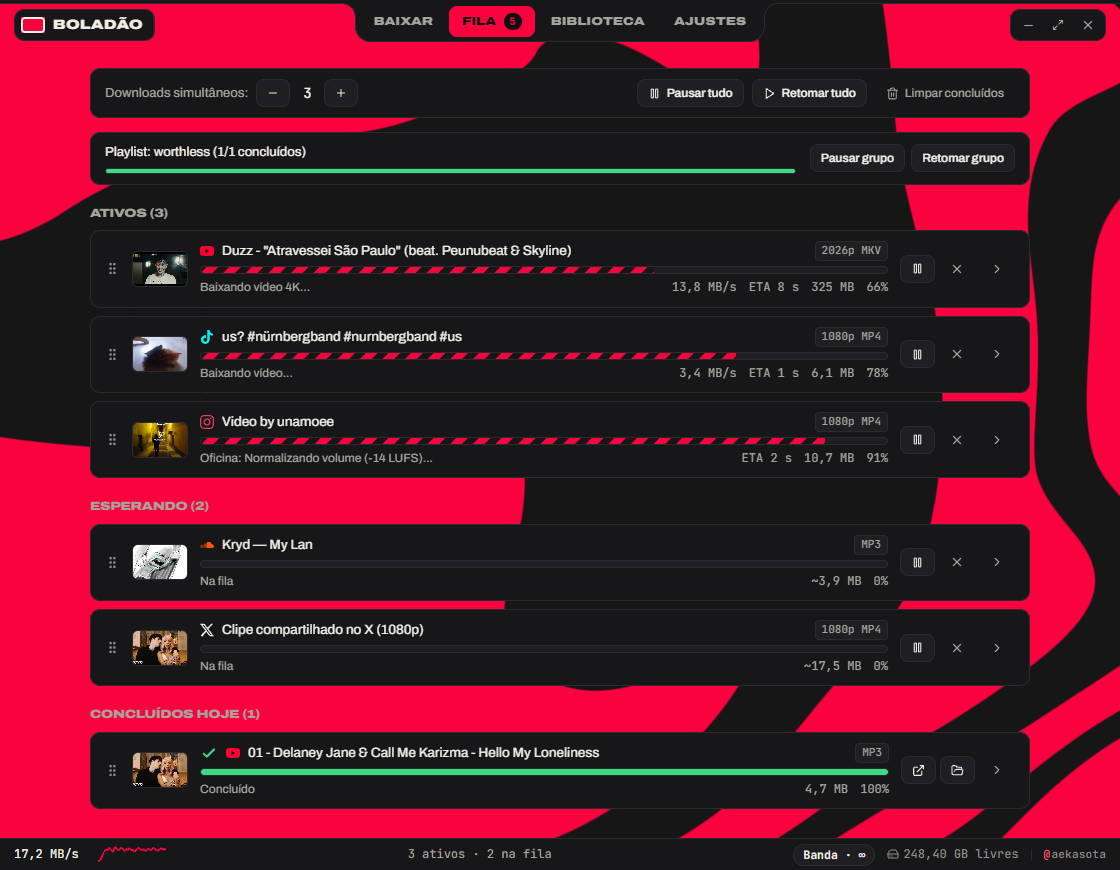 BOLADÃO
BAIXAR
FILA 5
BIBLIOTECA
AJUSTES
Downloads simultâneos: − 3 +
Pausar tudo
Retomar tudo
Limpar concluídos
Playlist: worthless (1/1 concluídos)
Pausar grupo
Retomar grupo
ATIVOS (3)
Duzz - "Atravessei São Paulo" (beat. Peunubeat & Skyline)
2026p MKV
Baixando vídeo 4K...
13,8 MB/s ETA 8 s 325 MB 66%
us? #nürnbergband #nurnbergband #us
1080p MP4
Baixando vídeo...
3,4 MB/s ETA 1 s 6,1 MB 78%
Video by unamoee
1080p MP4
Oficina: Normalizando volume (-14 LUFS)...
ETA 2 s 10,7 MB 91%
ESPERANDO (2)
Kryd — My Lan
MP3
Na fila
~3,9 MB 0%
Clipe compartilhado no X (1080p)
1080p MP4
Na fila
~17,5 MB 0%
CONCLUÍDOS HOJE (1)
01 - Delaney Jane & Call Me Karizma - Hello My Loneliness
MP3
Concluído
4,7 MB 100%
17,2 MB/s
3 ativos · 2 na fila
Banda · ∞
248,40 GB livres
@aekasota